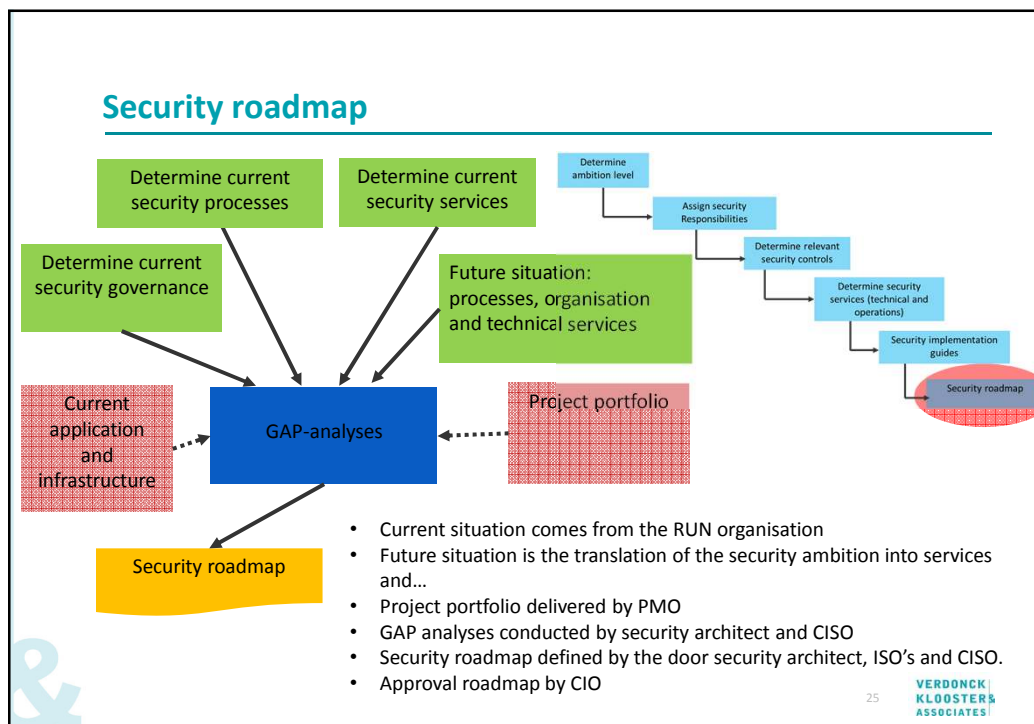 Security roadmap
Determine current
security processes
Determine current
security services
Determine current
security governance
Future situation:
processes, organisation
and technical services
Current
application
and
infrastructure
GAP-analyses
Project portfolio
Security roadmap
Determine
ambition level
Assign security
Responsibilities
Determine relevant
security controls
Determine security
services (technical and
operations)
Security implementation
guides
Security roadmap
• Current situation comes from the RUN organisation
• Future situation is the translation of the security ambition into services
and…
• Project portfolio delivered by PMO
• GAP analyses conducted by security architect and CISO
• Security roadmap defined by the door security architect, ISO's and CISO.
• Approval roadmap by CIO
&
25
VERDONCK
KLOOSTER&
ASSOCIATES